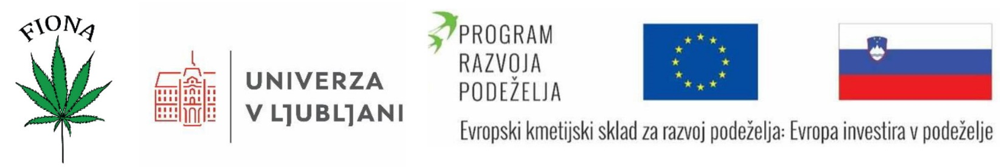 FIONA
UNIVERZA
V LJUBLJANI
PROGRAM
RAZVOJA
PODEŽELJA
Evropski kmetijski sklad za razvoj podeželja: Evropa investira v podeželje